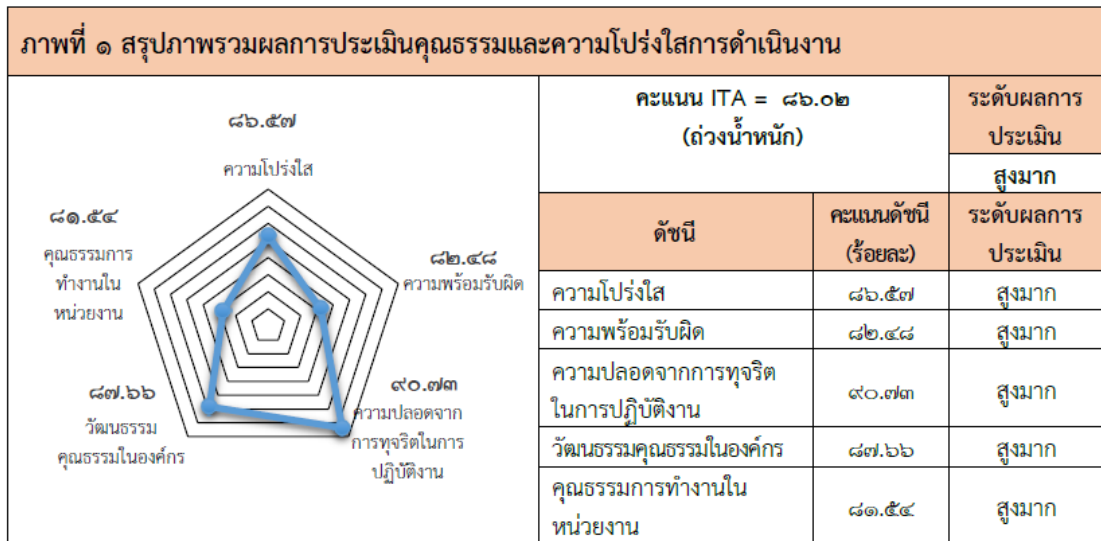 ภาพที่ ๑ สรุปภาพรวมผลการประเมินคุณธรรมและความโปร่งใสการดำเนินงาน
๘๖.๕๗
ความโปร่งใส
๘๑.๕๔
คุณธรรมการ
ทำงานใน
หน่วยงาน
๘๒.๔๘
ความพร้อมรับผิด
๘๗.๖๖
วัฒนธรรม
คุณธรรมในองค์กร
๙๐.๗๓
ความปลอดจาก
การทุจริตในการ
ปฏิบัติงาน
คะแนน ITA = ๘๖.๐๒
(ถ่วงน้ำหนัก)
ระดับผลการ
ประเมิน
สูงมาก
ดัชนี
คะแนนดัชนี
(ร้อยละ)
ระดับผลการ
ประเมิน
ความโปร่งใส ๘๖.๕๗ สูงมาก
ความพร้อมรับผิด ๘๒.๔๘ สูงมาก
ความปลอดจากการทุจริต
ในการปฏิบัติงาน
๙๐.๗๓ สูงมาก
วัฒนธรรมคุณธรรมในองค์กร ๘๗.๖๖ สูงมาก
คุณธรรมการทำงานใน
หน่วยงาน
๘๑.๕๔ สูงมาก